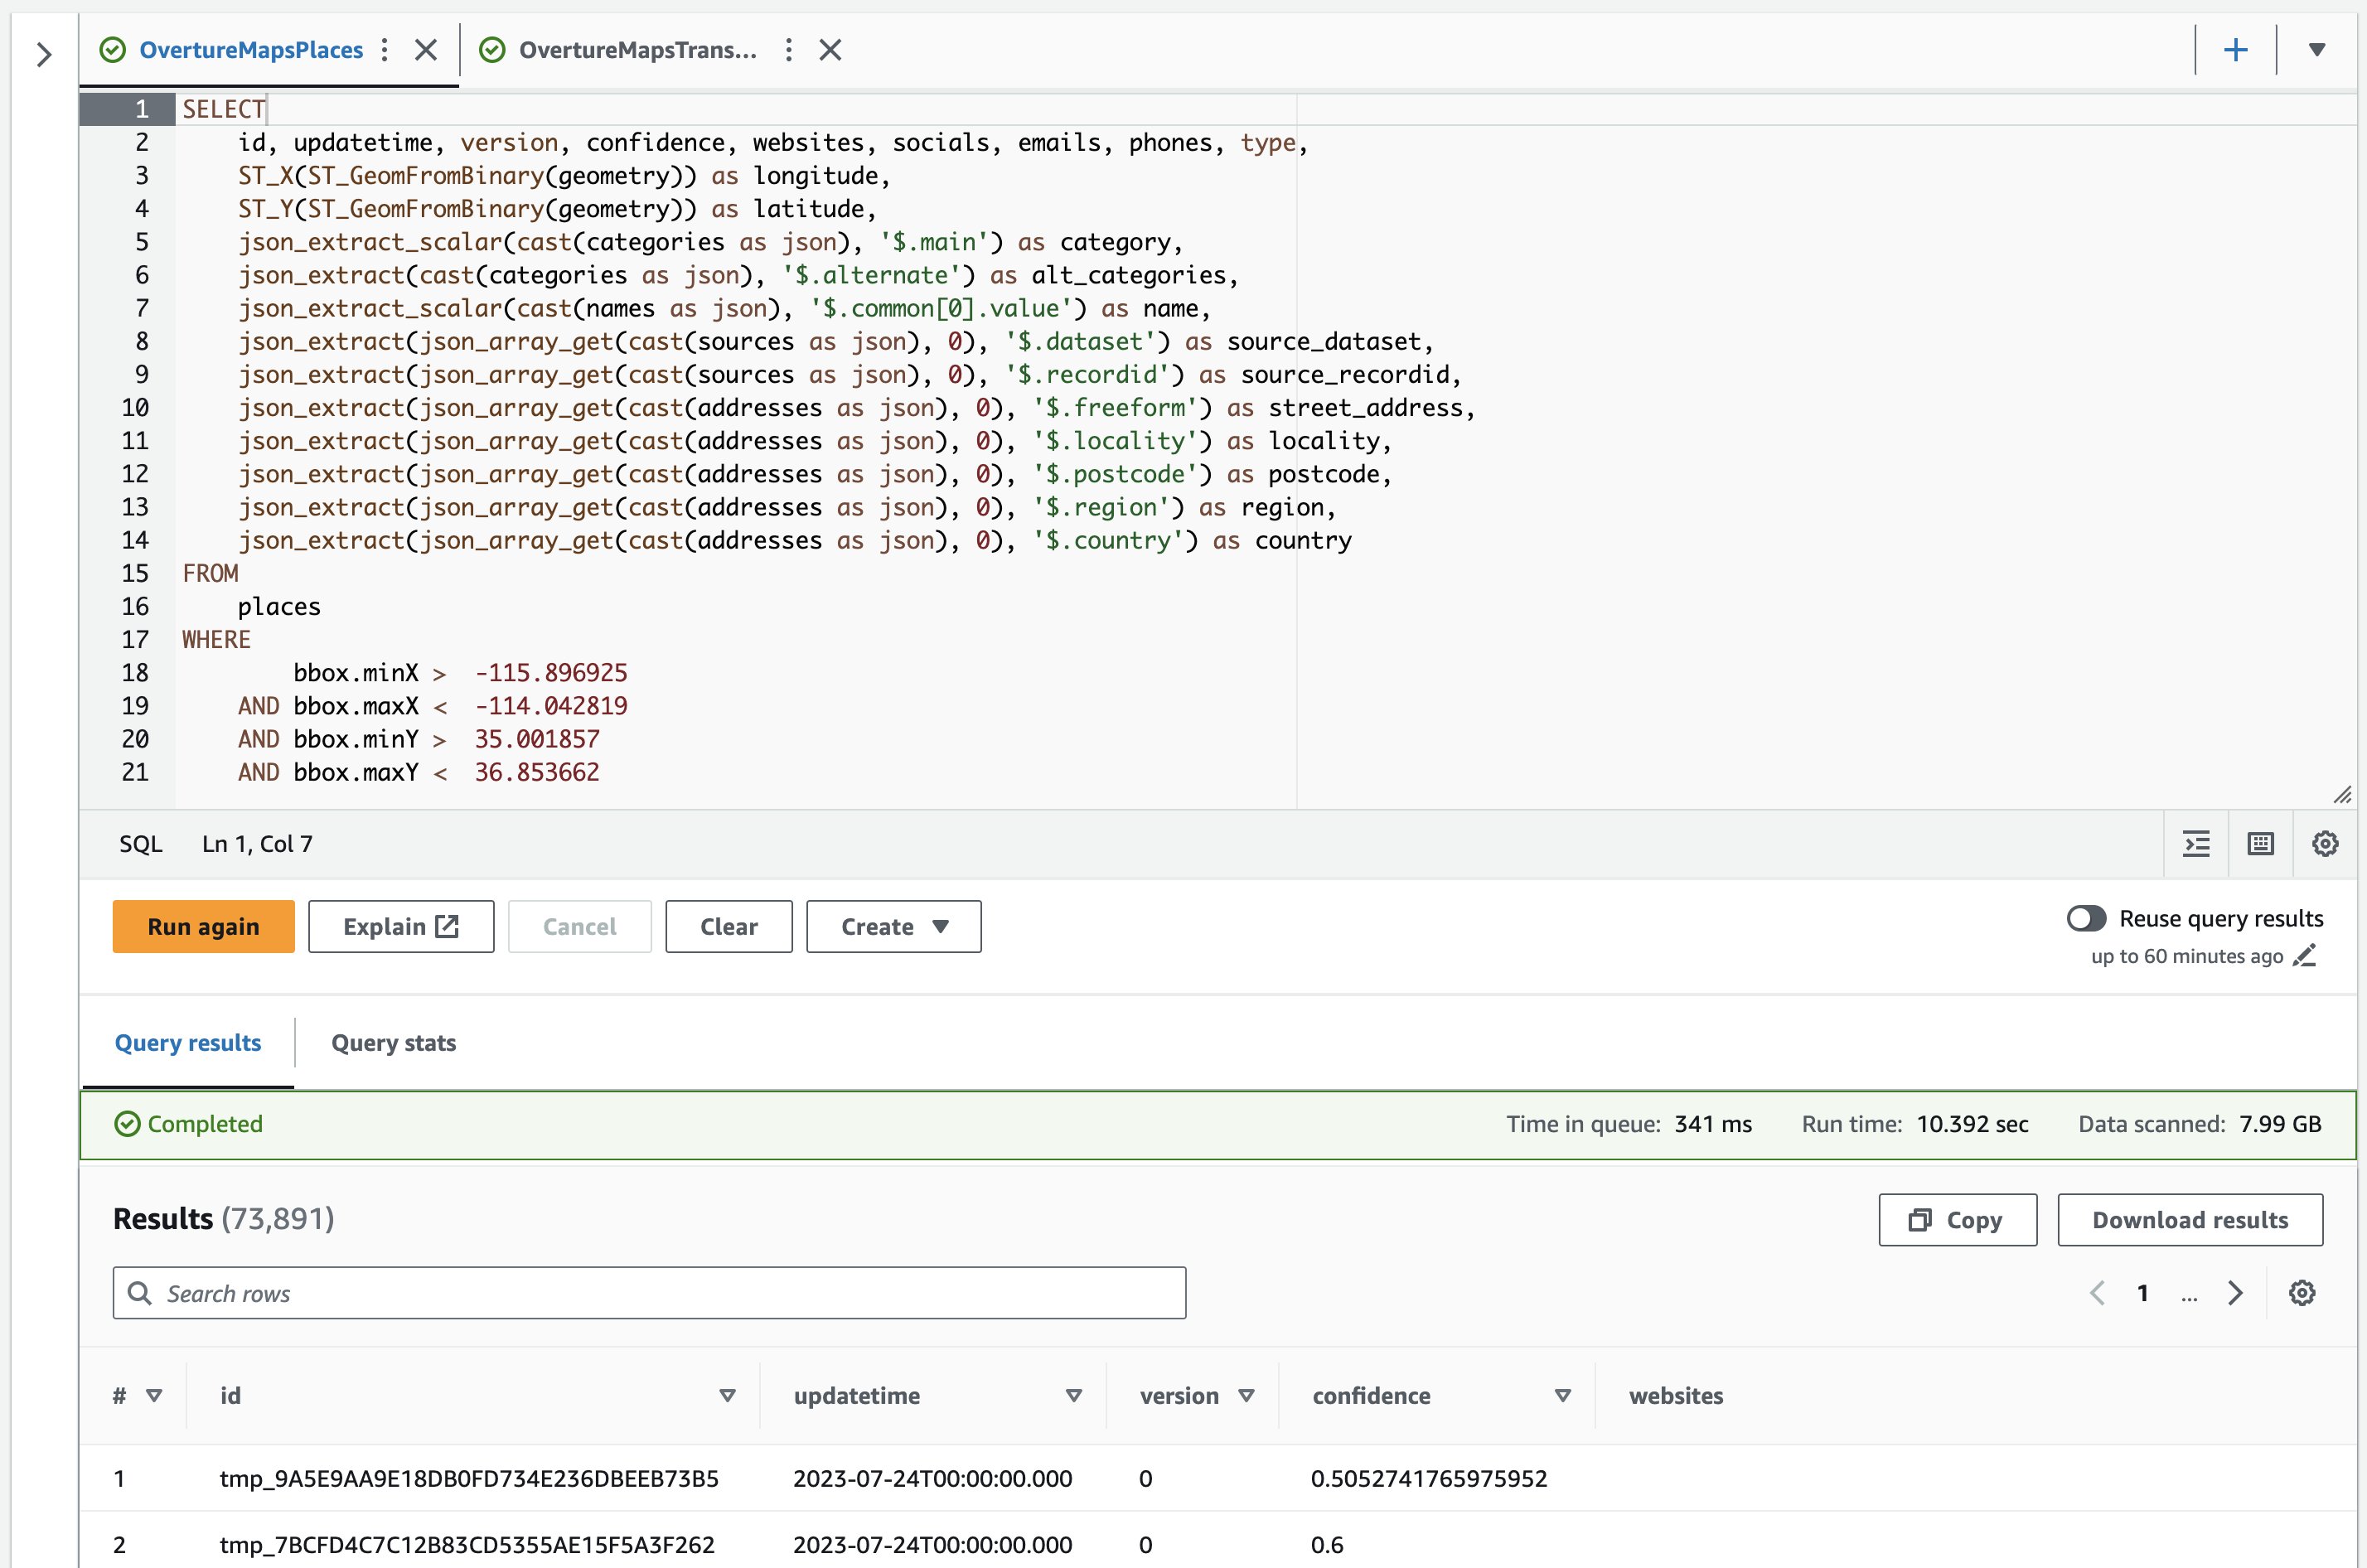 OvertureMapsPlaces OvertureMapsTrans...
1 SELECT
2     id, updatetime, version, confidence, websites, socials, emails, phones, type,
3     ST_X(ST_GeomFromBinary(geometry)) as longitude,
4     ST_Y(ST_GeomFromBinary(geometry)) as latitude,
5     json_extract_scalar(cast(categories as json), '$.main') as category,
6     json_extract(cast(categories as json), '$.alternate') as alt_categories,
7     json_extract_scalar(cast(names as json), '$.common[0].value') as name,
8     json_extract(json_array_get(cast(sources as json), 0), '$.dataset') as source_dataset,
9     json_extract(json_array_get(cast(sources as json), 0), '$.recordid') as source_recordid,
10     json_extract(json_array_get(cast(addresses as json), 0), '$.freeform') as street_address,
11     json_extract(json_array_get(cast(addresses as json), 0), '$.locality') as locality,
12     json_extract(json_array_get(cast(addresses as json), 0), '$.postcode') as postcode,
13     json_extract(json_array_get(cast(addresses as json), 0), '$.region') as region,
14     json_extract(json_array_get(cast(addresses as json), 0), '$.country') as country
15 FROM
16     places
17 WHERE
18         bbox.minX >  -115.896925
19     AND bbox.maxX <  -114.042819
20     AND bbox.minY >  35.001857
21     AND bbox.maxY <  36.853662
SQL Ln 1, Col 7
Run again Explain Cancel Clear Create Reuse query results
up to 60 minutes ago
Query results Query stats
Completed Time in queue: 341 ms Run time: 10.392 sec Data scanned: 7.99 GB
Results (73,891) Copy Download results
Search rows 1 ...
# id updatetime version confidence websites
1 tmp_9A5E9AA9E18DB0FD734E236DBEEB73B5 2023-07-24T00:00:00.000 0 0.5052741765975952
2 tmp_7BCFD4C7C12B83CD5355AE15F5A3F262 2023-07-24T00:00:00.000 0 0.6